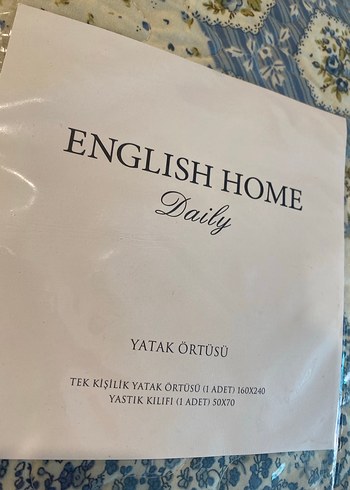 ENGLISH HOME
Daily
YATAK ÖRTÜSÜ
TEK KİŞİLİK YATAK ÖRTÜSÜ (1 ADET) 160X240
YASTIK KILIFI (1 ADET) 50X70